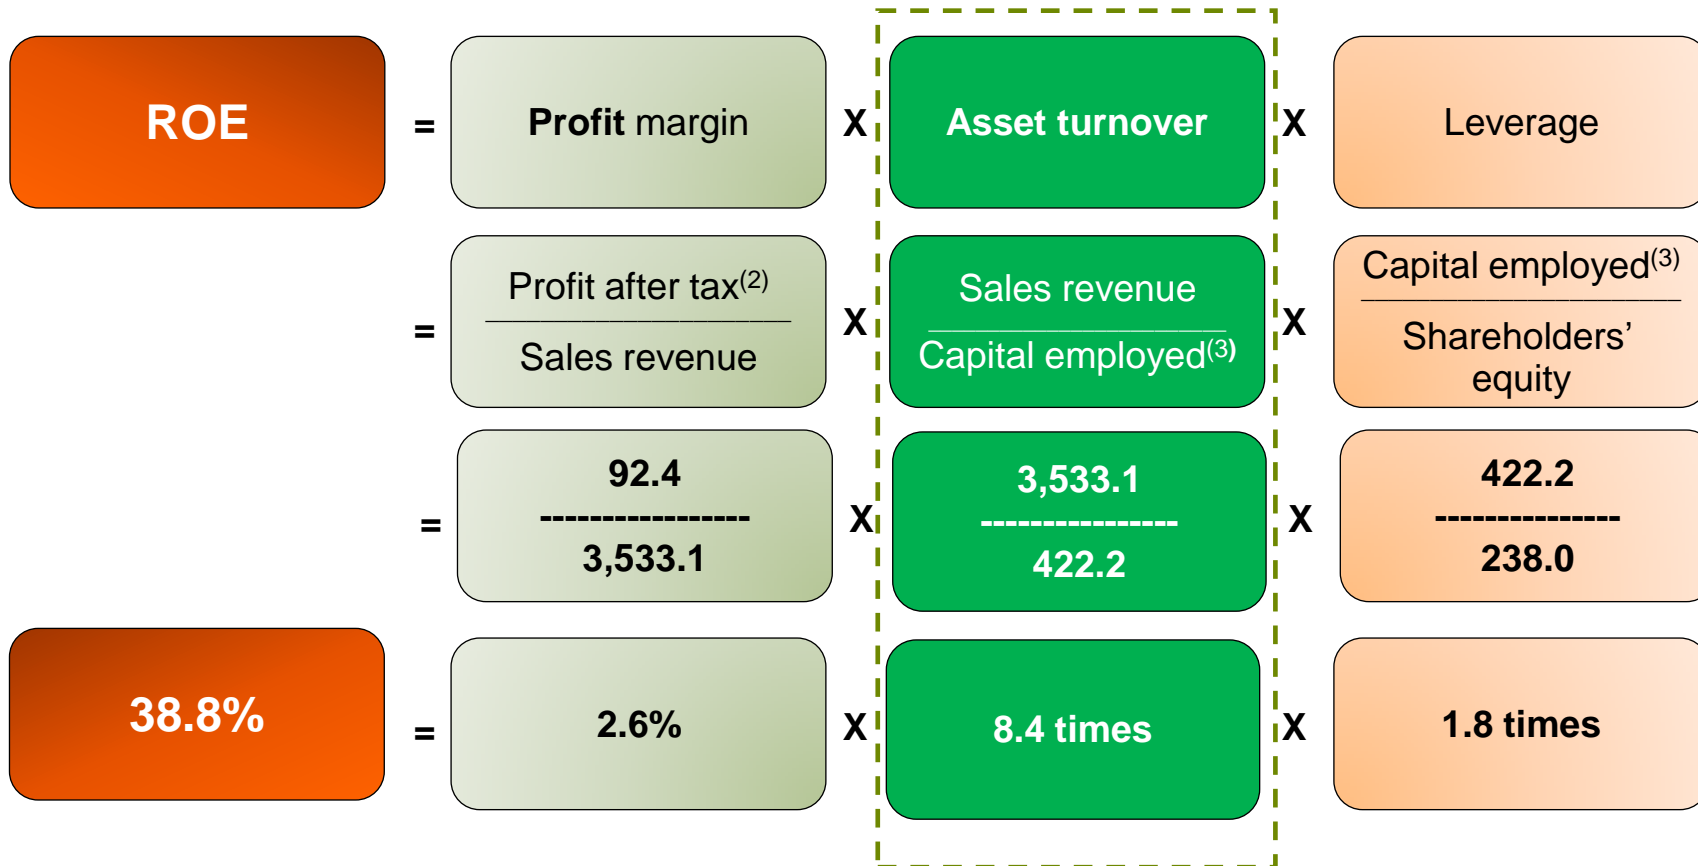 ROE = Profit margin X Asset turnover X Leverage
= Profit after tax(2) X Sales revenue X Capital employed(3)
Sales revenue Capital employed(3) Shareholders'
equity
92.4 3,533.1 422.2
= ----------------- X ---------------- X ---------------
3,533.1 422.2 238.0
38.8% = 2.6% X 8.4 times X 1.8 times